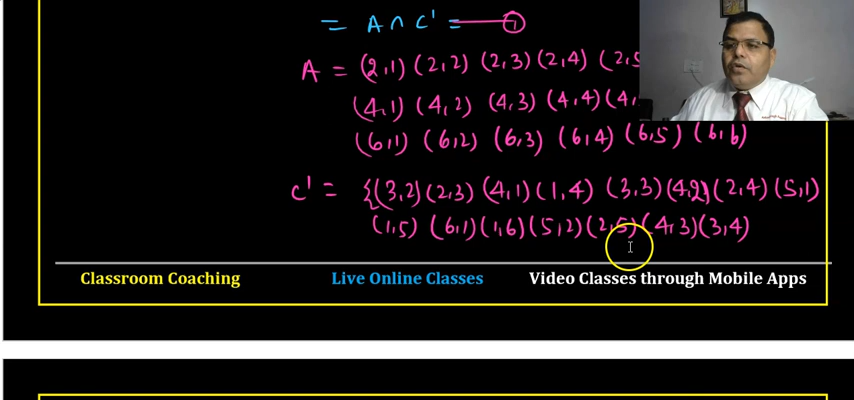 = A ∩ C' = ①
A = (2,1) (2,2) (2,3) (2,4) (2,5
(4,1) (4,2) (4,3) (4,4) (4,
(6,1) (6,2) (6,3) (6,4) (6,5) (6,6)
C' = {(3,2) (2,3) (4,1) (1,4) (3,3) (4,2) (2,4) (5,1)
(1,5) (6,1) (1,6) (5,2) (2,5) (4,3) (3,4)
Classroom Coaching Live Online Classes Video Classes through Mobile Apps